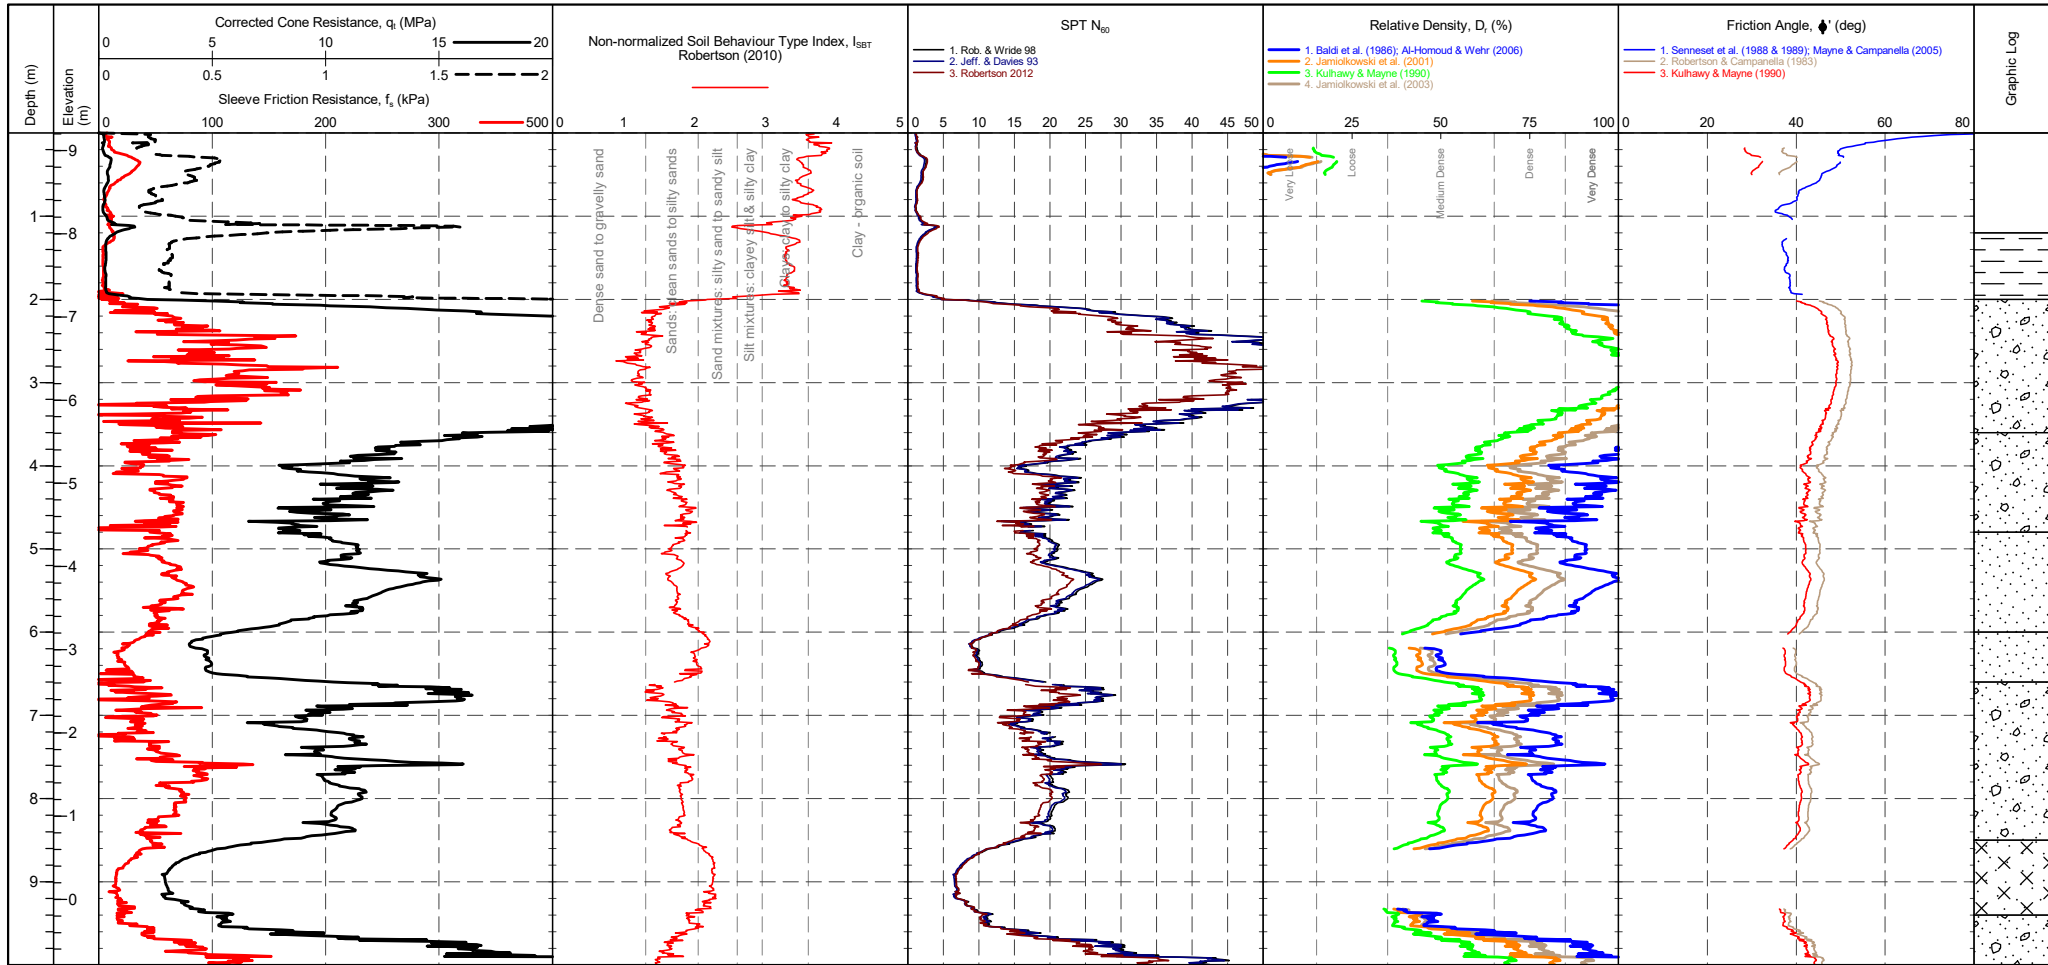 Corrected Cone Resistance, qt (MPa)
0 5 10 15 20
0 0.5 1 1.5 2
Sleeve Friction Resistance, fs (kPa)
0 100 200 300 500
Depth (m)
Elevation (m)
Non-normalized Soil Behaviour Type Index, ISBT
Robertson (2010)
0 1 2 3 4 5
Dense sand to gravelly sand
Sands: clean sands to silty sands
Sand mixtures: silty sand to sandy silt
Silt mixtures: clayey silt & silty clay
Clays: clay to silty clay
Clay - organic soil
SPT N60
1. Rob. & Wride 98
2. Jeff. & Davies 93
3. Robertson 2012
0 5 10 15 20 25 30 35 40 45 50
Relative Density, Dr (%)
1. Baldi et al. (1986); Al-Homoud & Wehr (2006)
2. Jamiolkowski et al. (2001)
3. Kulhawy & Mayne (1990)
4. Jamiolkowski et al. (2003)
0 25 50 75 100
Very Loose
Loose
Medium Dense
Dense
Very Dense
Friction Angle, ϕ' (deg)
1. Senneset et al. (1988 & 1989); Mayne & Campanella (2005)
2. Robertson & Campanella (1983)
3. Kulhawy & Mayne (1990)
0 20 40 60 80
Graphic Log
9
1
8
2
7
3
6
4
5
5
4
6
3
7
2
8
1
9
0